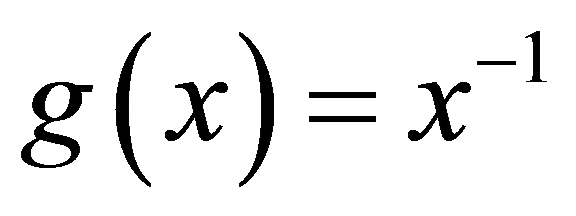 g(x) = x⁻¹